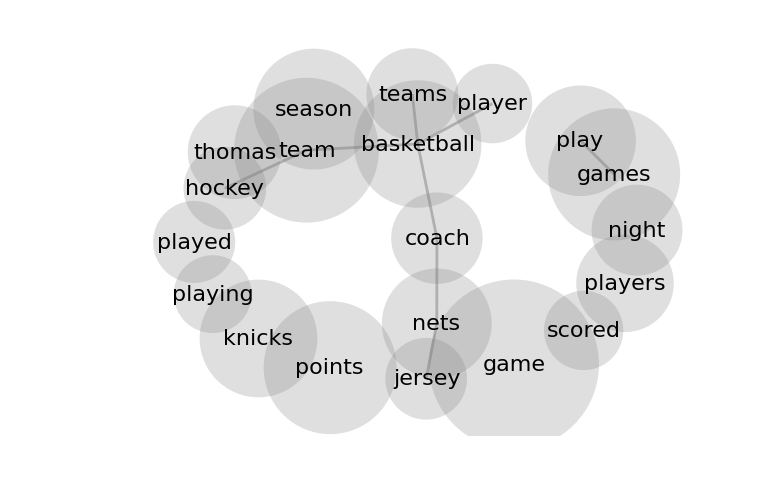 teams
player
season
play
basketball
team
thomas
games
hockey
night
coach
played
players
playing
nets
scored
knicks
game
points
jersey